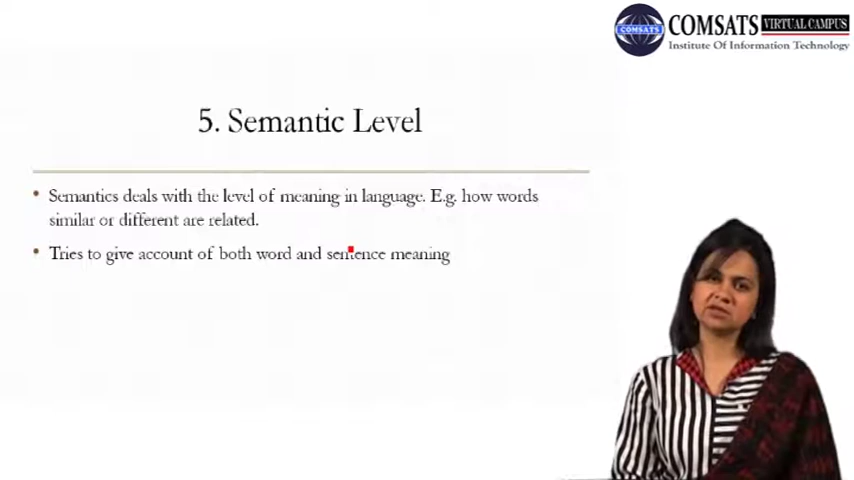 COMSATS VIRTUAL CAMPUS
COMSATS
Institute Of Information Technology
5. Semantic Level
• Semantics deals with the level of meaning in language. E.g. how words
similar or different are related.
• Tries to give account of both word and sentence meaning